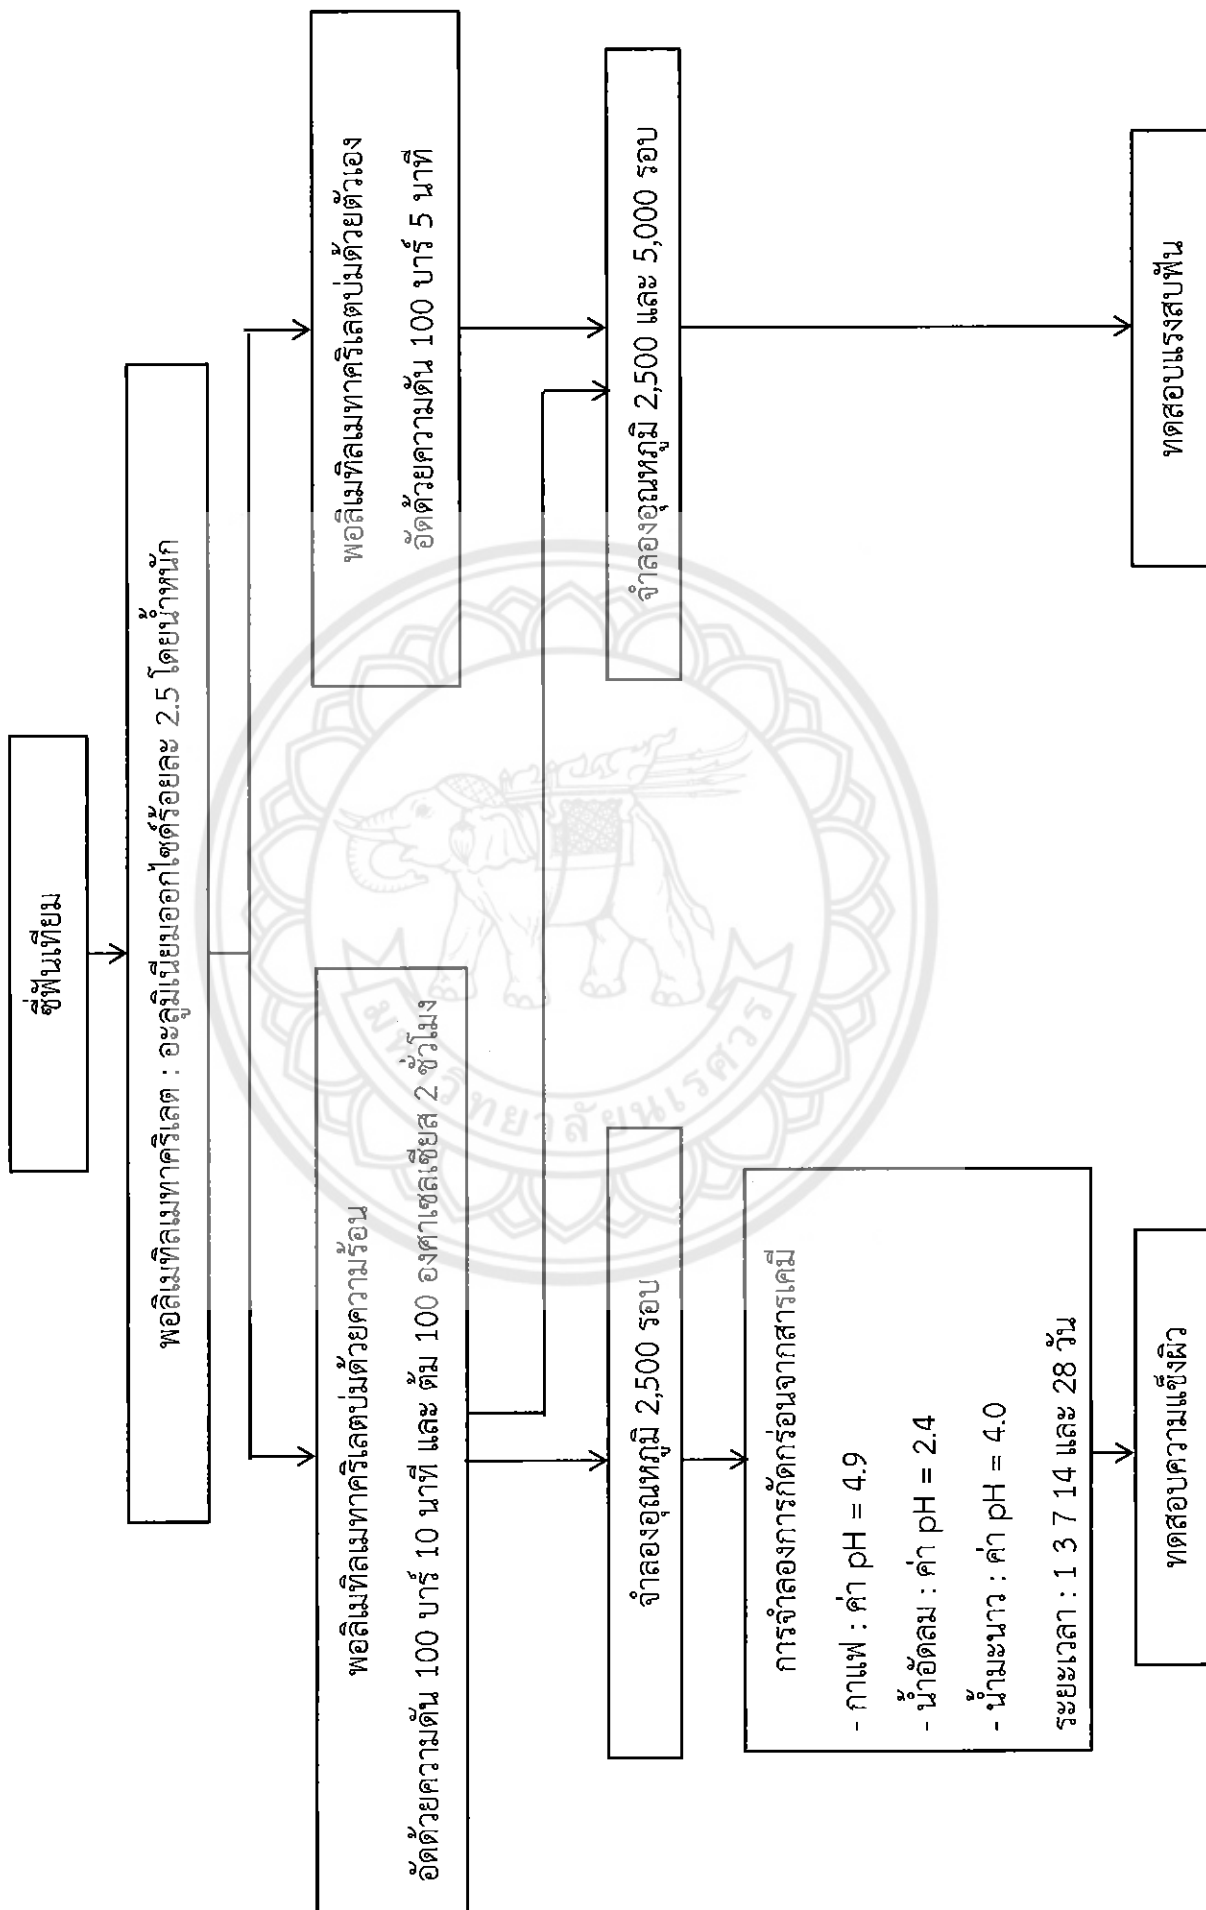 ซี่ฟันเทียม
พอลิเมทิลเมทาคริเลต : อะลูมิเนียมออกไซด์ร้อยละ 2.5 โดยน้ำหนัก
พอลิเมทิลเมทาคริเลตบ่มด้วยความร้อน
อัดด้วยความดัน 100 บาร์ 10 นาที และ ต้ม 100 องศาเซลเซียส 2 ชั่วโมง
พอลิเมทิลเมทาคริเลตบ่มด้วยตัวเอง
อัดด้วยความดัน 100 บาร์ 5 นาที
จำลองอุณหภูมิ 2,500 รอบ
จำลองอุณหภูมิ 2,500 และ 5,000 รอบ
การจำลองการกัดกร่อนจากสารเคมี
- กาแฟ : ค่า pH = 4.9
- น้ำอัดลม : ค่า pH = 2.4
- น้ำมะนาว : ค่า pH = 4.0
ระยะเวลา : 1 3 7 14 และ 28 วัน
ทดสอบความแข็งผิว
ทดสอบแรงสบฟัน
มหาวิทยาลัยนเรศวร